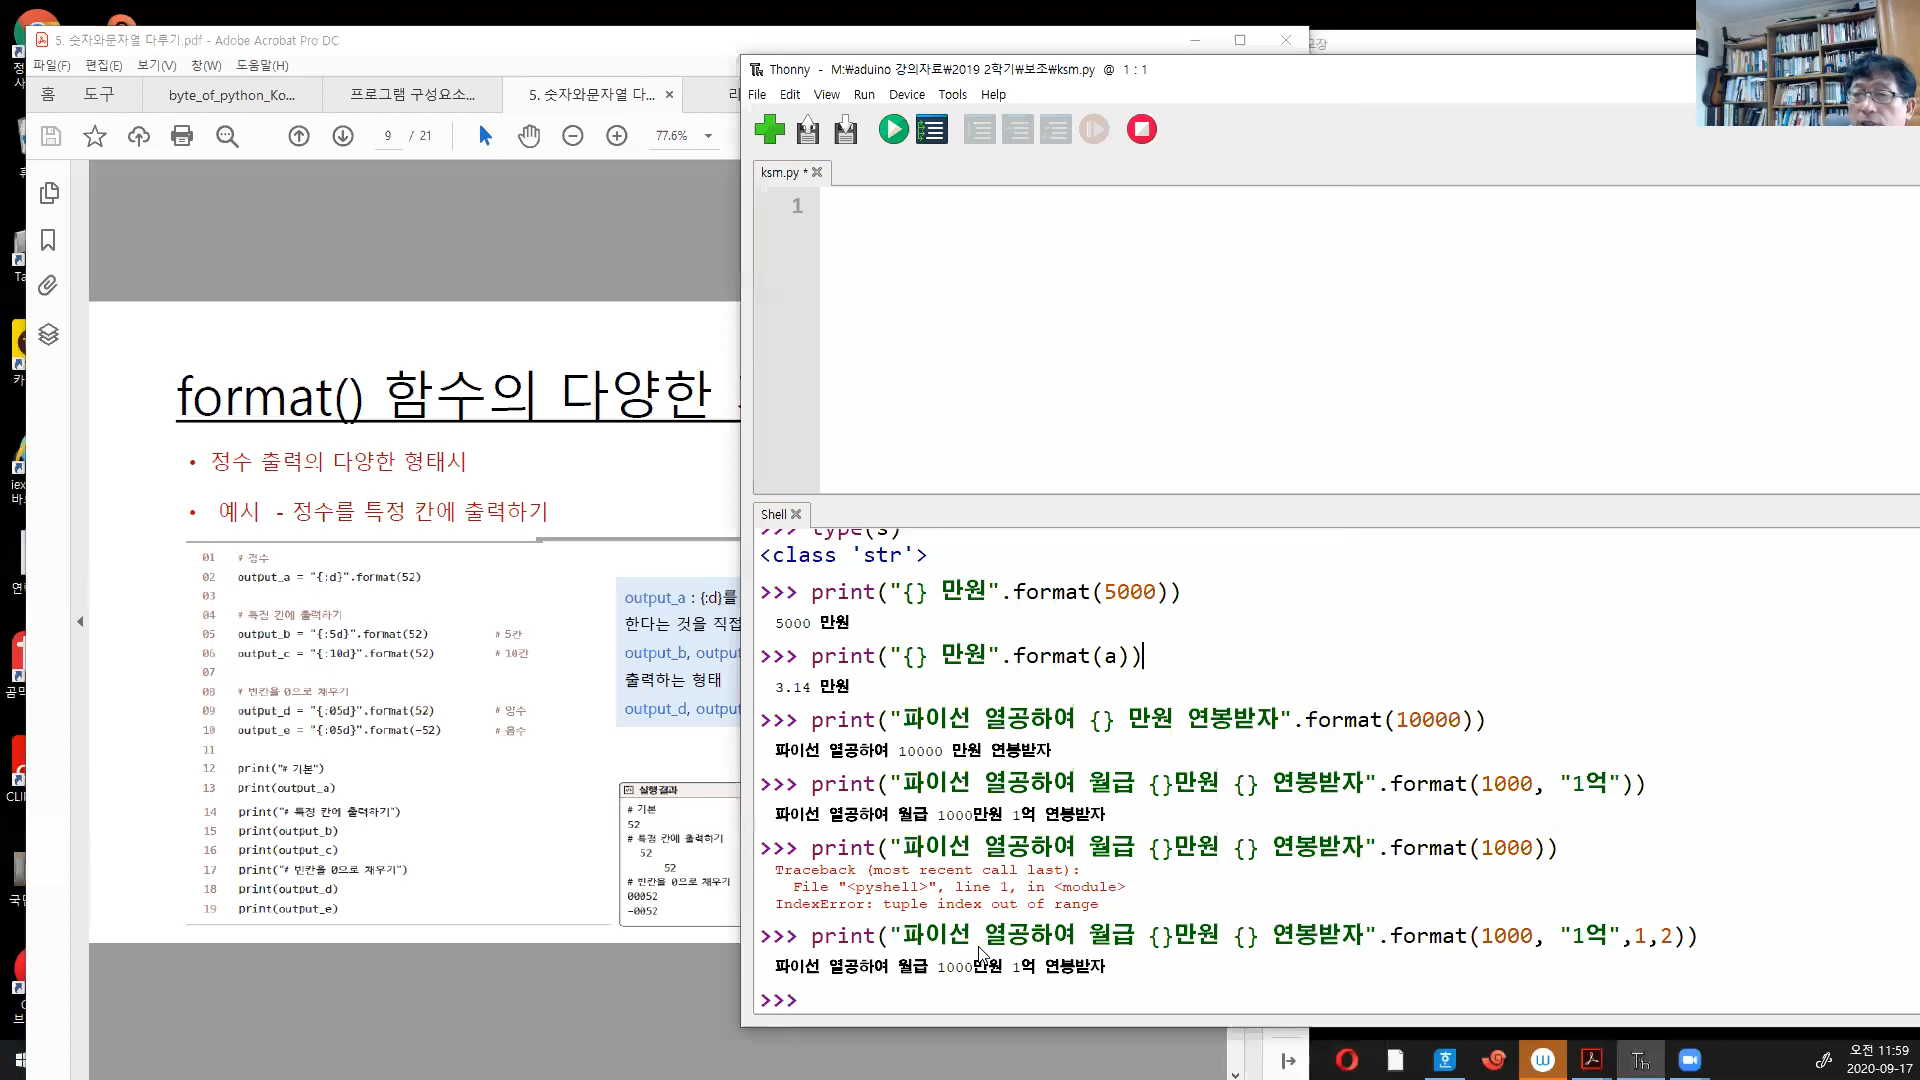 5. 숫자와문자열 다루기.pdf - Adobe Acrobat Pro DC
파일(F) 편집(E) 보기(V) 창(W) 도움말(H)
홈 도구 byte_of_python_Ko... 프로그램 구성요소... 5. 숫자와문자열 다...
9 / 21 77.6%
format() 함수의 다양한
• 정수 출력의 다양한 형태시
• 예시 - 정수를 특정 칸에 출력하기
01 # 정수
02 output_a = "{:d}".format(52)
03
04 # 특정 칸에 출력하기
05 output_b = "{:5d}".format(52) # 5칸
06 output_c = "{:10d}".format(52) # 10칸
07
08 # 빈칸을 0으로 채우기
09 output_d = "{:05d}".format(52) # 양수
10 output_e = "{:05d}".format(-52) # 음수
11
12 print("# 기본")
13 print(output_a)
14 print("# 특정 칸에 출력하기")
15 print(output_b)
16 print(output_c)
17 print("# 빈칸을 0으로 채우기")
18 print(output_d)
19 print(output_e)
output_a : {:d}를
한다는 것을 직접
output_b, output
출력하는 형태
output_d, output
실행결과
# 기본
52
# 특정 칸에 출력하기
52
52
# 빈칸을 0으로 채우기
00052
-0052
Thonny - M:₩aduino 강의자료₩2019 2학기₩보조₩ksm.py @ 1 : 1
File Edit View Run Device Tools Help
ksm.py *
1
Shell
>>> type(s)
<class 'str'>
>>> print("{} 만원".format(5000))
5000 만원
>>> print("{} 만원".format(a))
3.14 만원
>>> print("파이선 열공하여 {} 만원 연봉받자".format(10000))
파이선 열공하여 10000 만원 연봉받자
>>> print("파이선 열공하여 월급 {}만원 {} 연봉받자".format(1000, "1억"))
파이선 열공하여 월급 1000만원 1억 연봉받자
>>> print("파이선 열공하여 월급 {}만원 {} 연봉받자".format(1000))
Traceback (most recent call last):
File "<pyshell>", line 1, in <module>
IndexError: tuple index out of range
>>> print("파이선 열공하여 월급 {}만원 {} 연봉받자".format(1000, "1억",1,2))
파이선 열공하여 월급 1000만원 1억 연봉받자
>>>
오전 11:59
2020-09-17